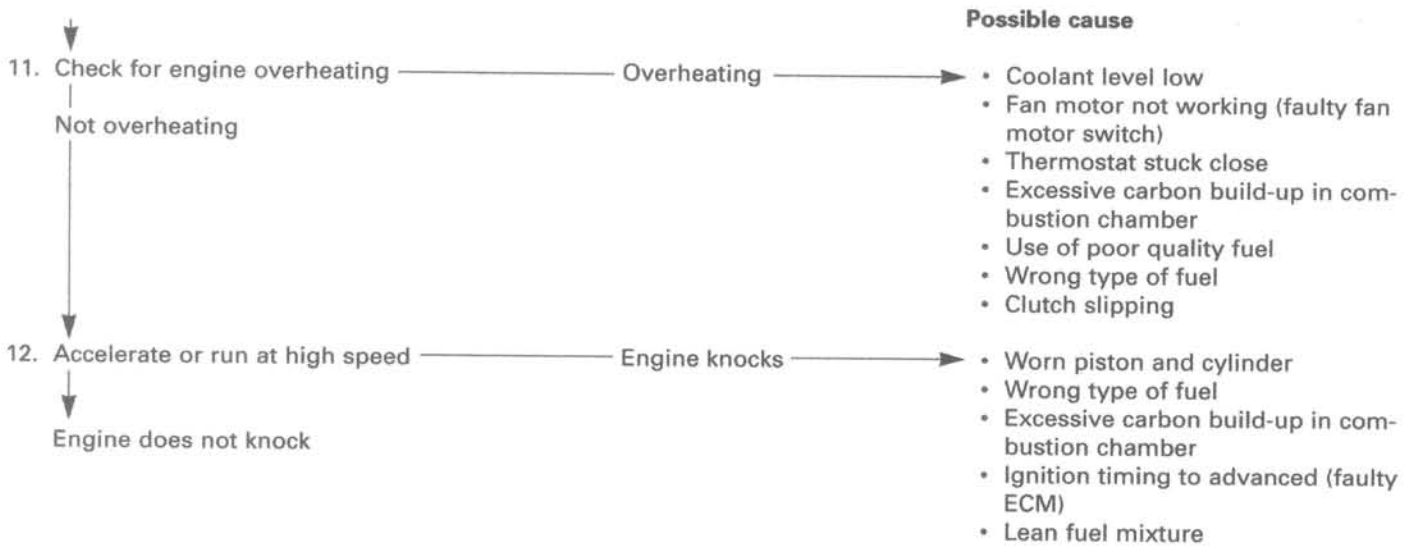 Possible cause
11. Check for engine overheating
Overheating
• Coolant level low
• Fan motor not working (faulty fan
motor switch)
• Thermostat stuck close
• Excessive carbon build-up in com-
bustion chamber
• Use of poor quality fuel
• Wrong type of fuel
• Clutch slipping
Not overheating
12. Accelerate or run at high speed
Engine knocks
• Worn piston and cylinder
• Wrong type of fuel
• Excessive carbon build-up in com-
bustion chamber
• Ignition timing to advanced (faulty
ECM)
• Lean fuel mixture
Engine does not knock